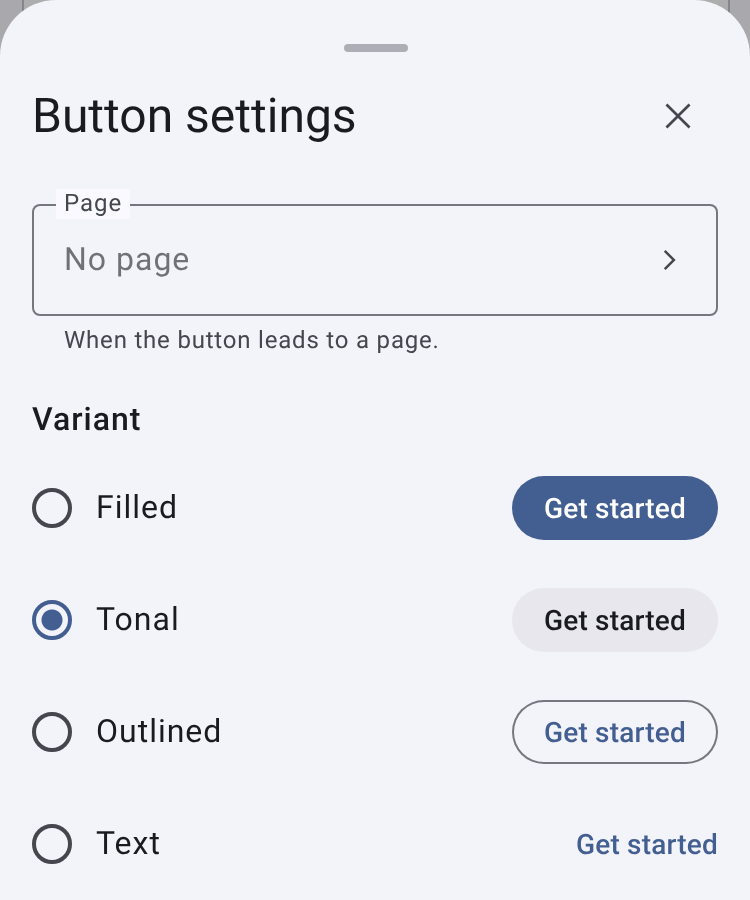 Button settings
Page
No page
When the button leads to a page.
Variant
Filled
Get started
Tonal
Get started
Outlined
Get started
Text
Get started